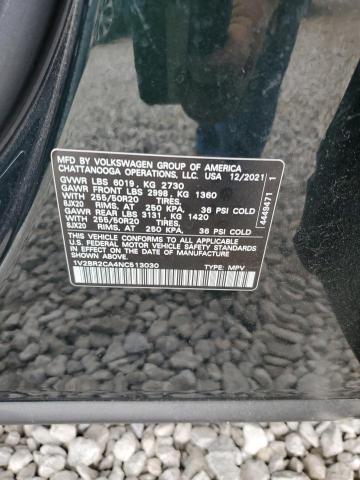 MFD BY VOLKSWAGEN GROUP OF AMERICA
CHATTANOOGA OPERATIONS, LLC. USA 12/2021
GVWR LBS 6019, KG 2730
GAWR FRONT LBS 2998, KG 1360
WITH 255/50R20 TIRES,
8JX20 RIMS, AT 250 KPA, 36 PSI COLD
GAWR REAR LBS 3131, KG 1420
WITH 255/50R20 TIRES,
8JX20 RIMS, AT 250 KPA, 36 PSI COLD
THIS VEHICLE CONFORMS TO ALL APPLICABLE
U.S. FEDERAL MOTOR VEHICLE SAFETY STANDARDS
IN EFFECT ON THE DATE OF MANUFACTURE
SHOWN ABOVE.
1V2BR2CA4NC513030 TYPE: MPV
4449471 1